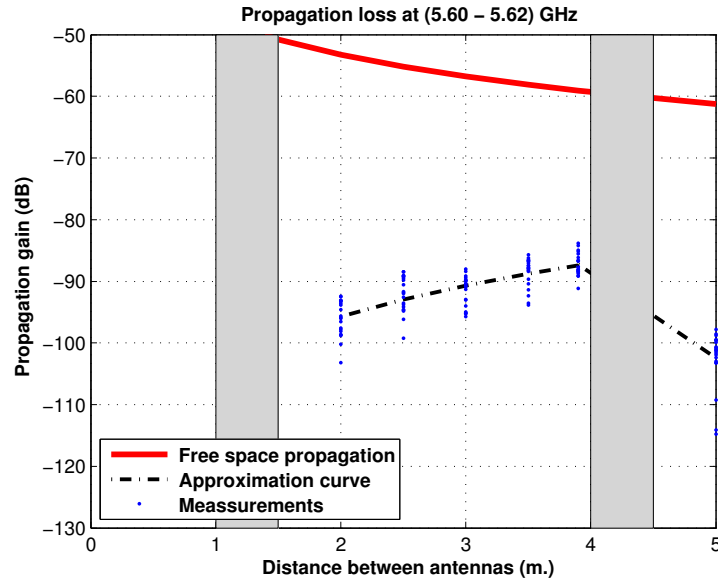 Propagation loss at (5.60 − 5.62) GHz
Propagation gain (dB)
−50
−60
−70
−80
−90
−100
−110
−120
−130
Free space propagation
Approximation curve
Meassurements
0 1 2 3 4 5
Distance between antennas (m.)